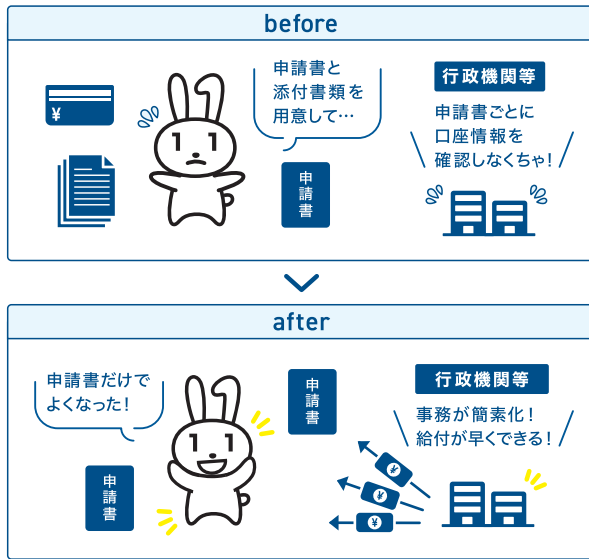 before
申請書と
添付書類を
用意して…
行政機関等
申請書ごとに
口座情報を
確認しなくちゃ！
¥
申請書
after
申請書だけで
よくなった！
申請書
行政機関等
事務が簡素化！
給付が早くできる！
申請書
¥
¥
¥